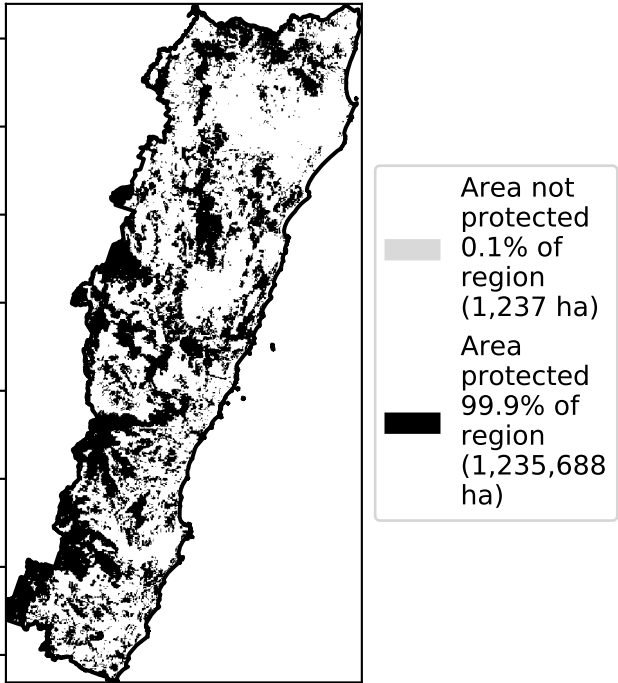 Area not
protected
0.1% of
region
(1,237 ha)
Area
protected
99.9% of
region
(1,235,688
ha)